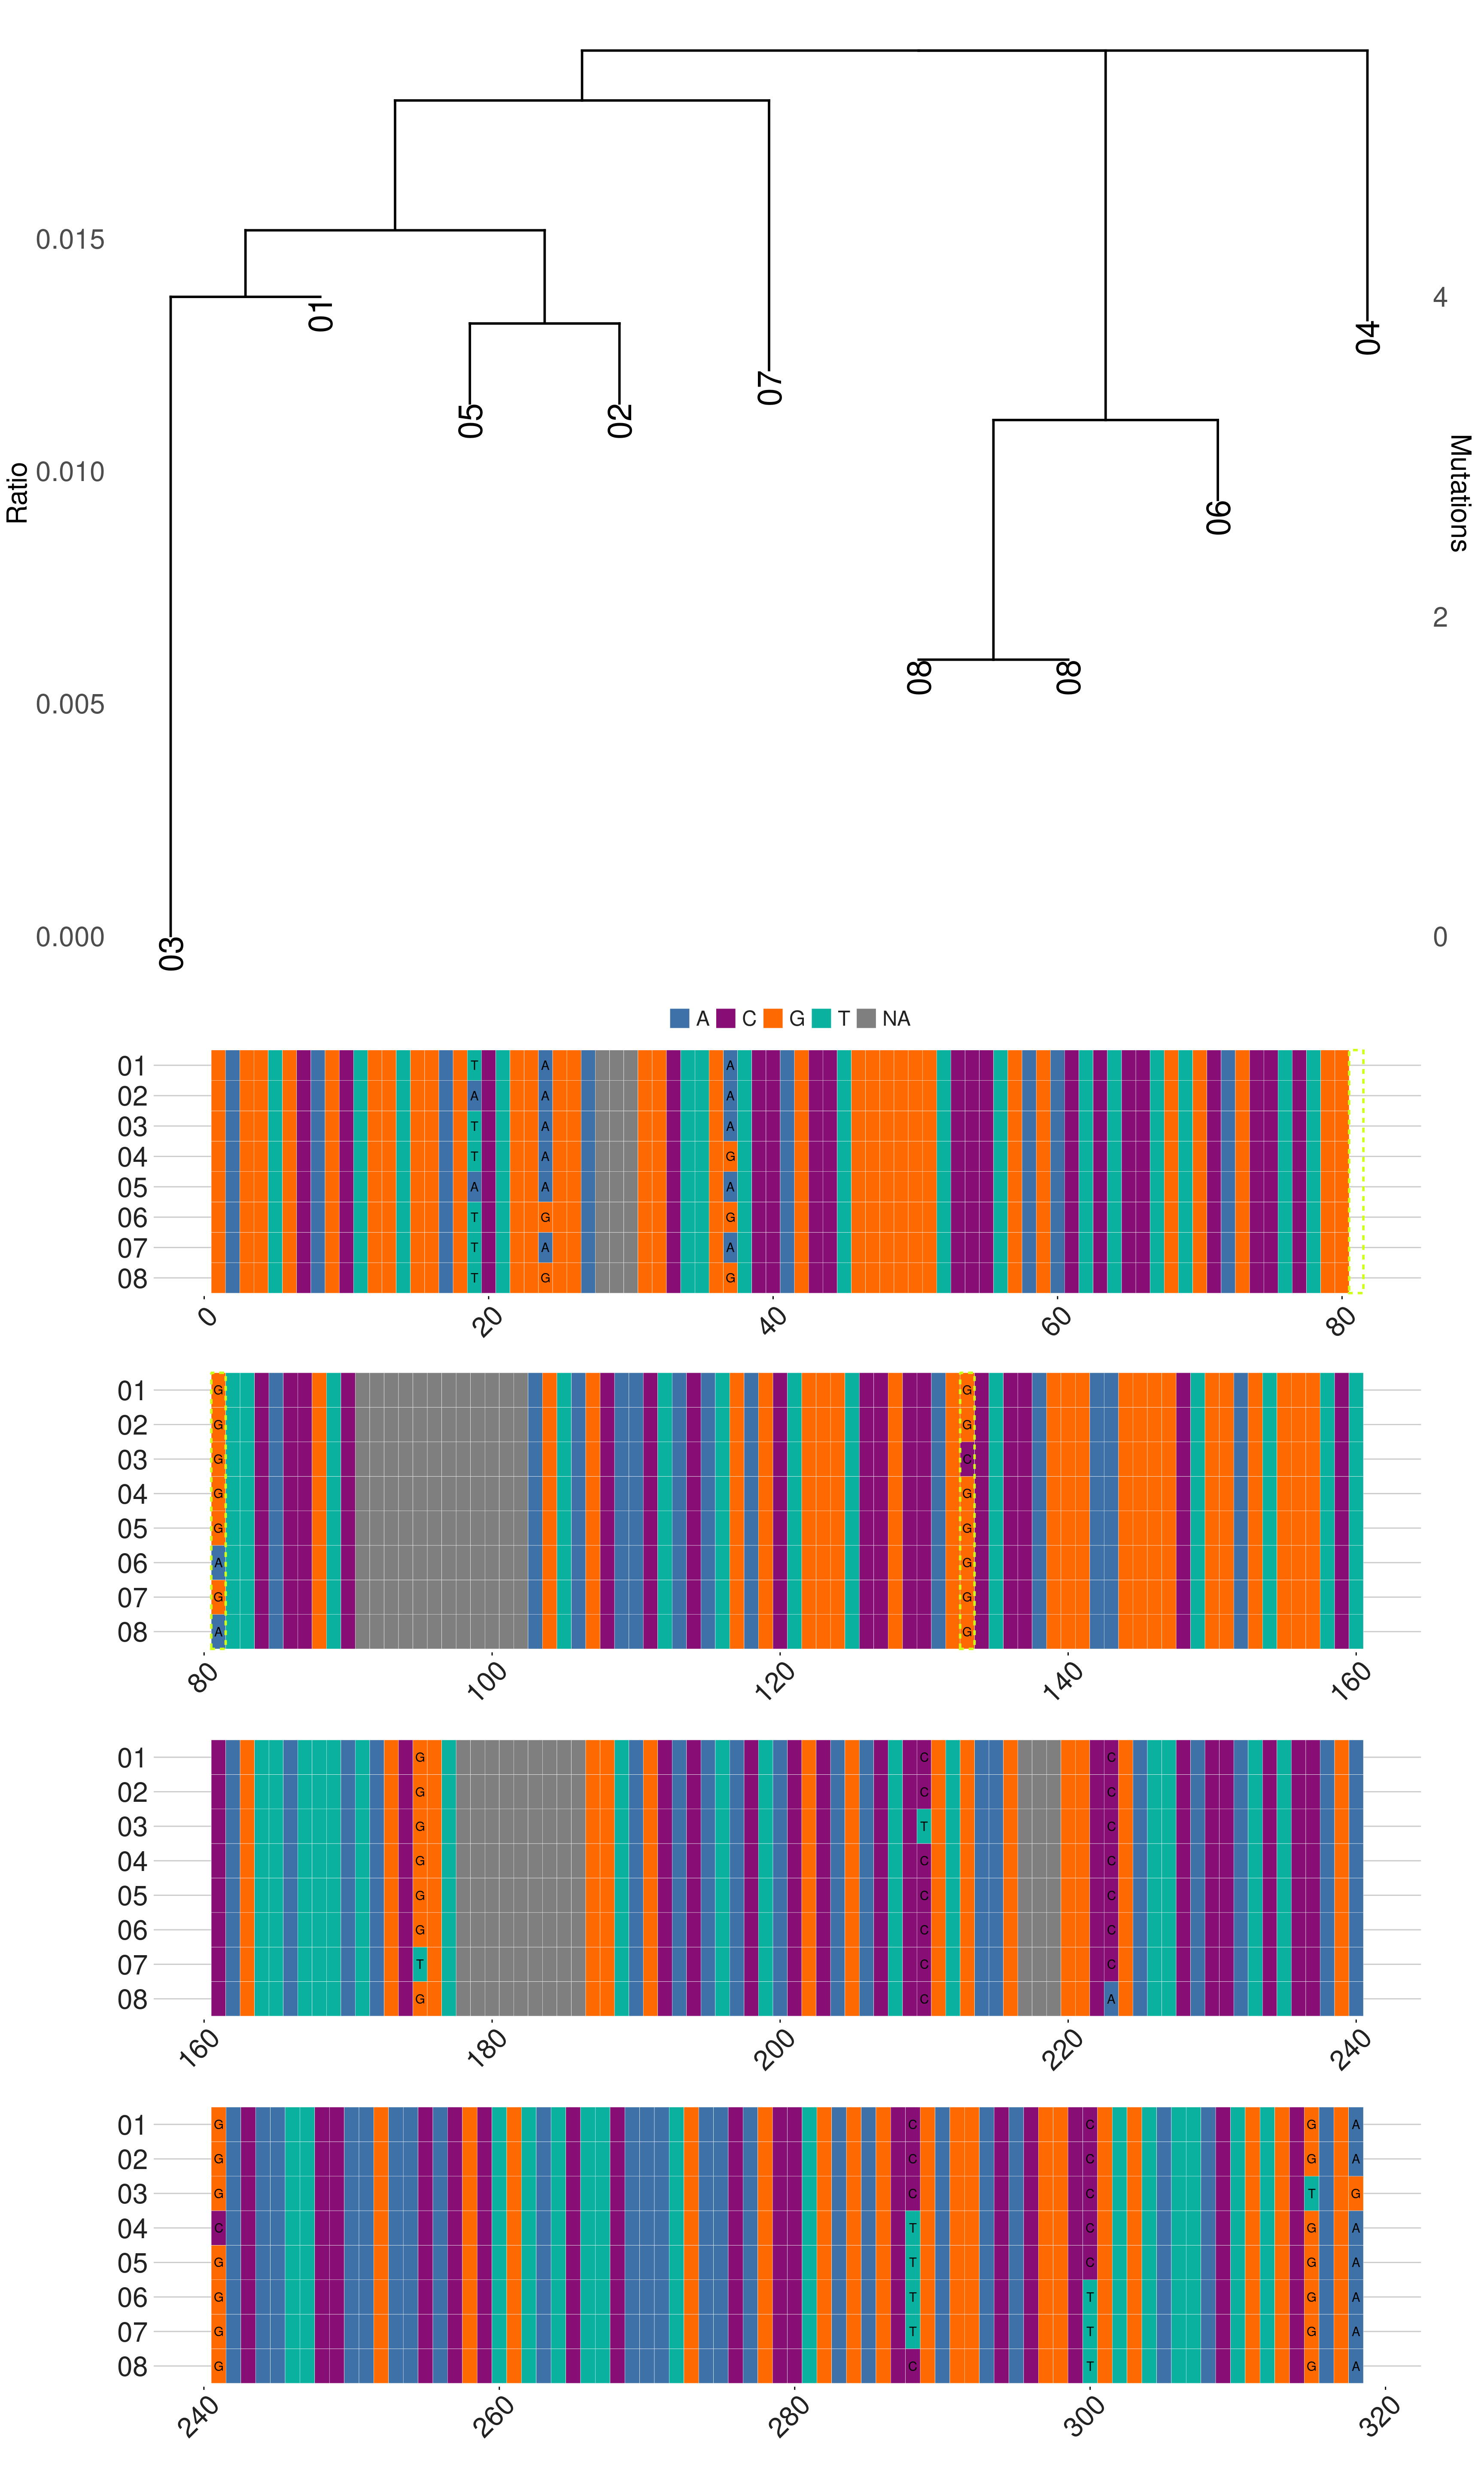 0.015
0.010
0.005
0.000
Ratio
4
2
0
Mutations
03
01
05
02
07
08
08
06
04
A C G T NA
01 T A A
02 A A A
03 T A A
04 T A G
05 A A A
06 T G G
07 T A A
08 T G G
0 20 40 60 80
01 G G
02 G G
03 G C
04 G G
05 G G
06 A G
07 G G
08 A G
80 100 120 140 160
01 G C C
02 G C C
03 G T C
04 G C C
05 G C C
06 G C C
07 T C C
08 G C A
160 180 200 220 240
01 G C C G A
02 G C C G A
03 G C C T G
04 C T C G A
05 G T C G A
06 G T T G A
07 G T T G A
08 G C T G A
240 260 280 300 320